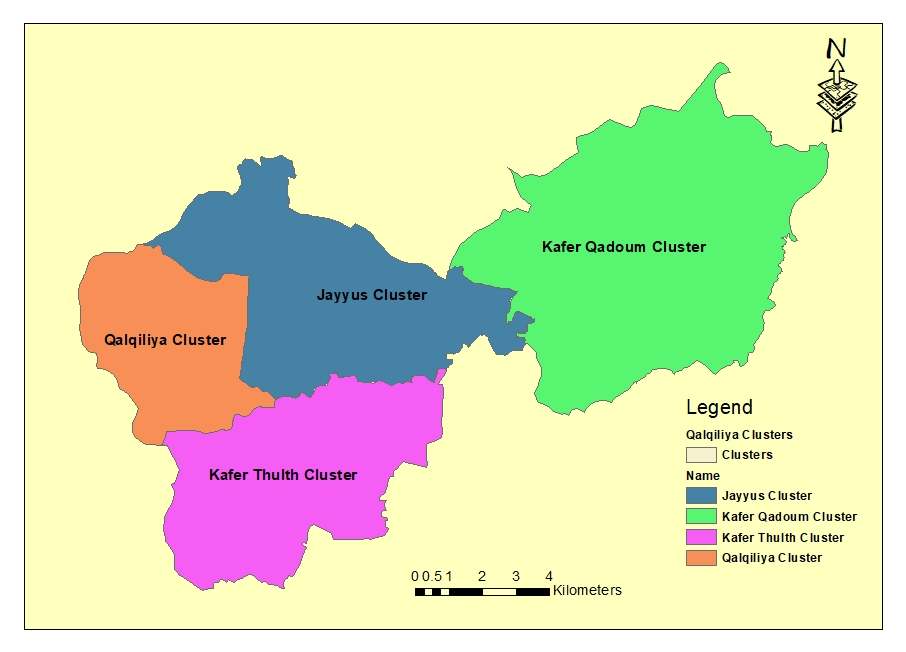 N
Kafer Qadoum Cluster
Jayyus Cluster
Qalqiliya Cluster
Kafer Thulth Cluster
Legend
Qalqiliya Clusters
Clusters
Name
Jayyus Cluster
Kafer Qadoum Cluster
Kafer Thulth Cluster
Qalqiliya Cluster
0 0.5 1 2 3 4
Kilometers